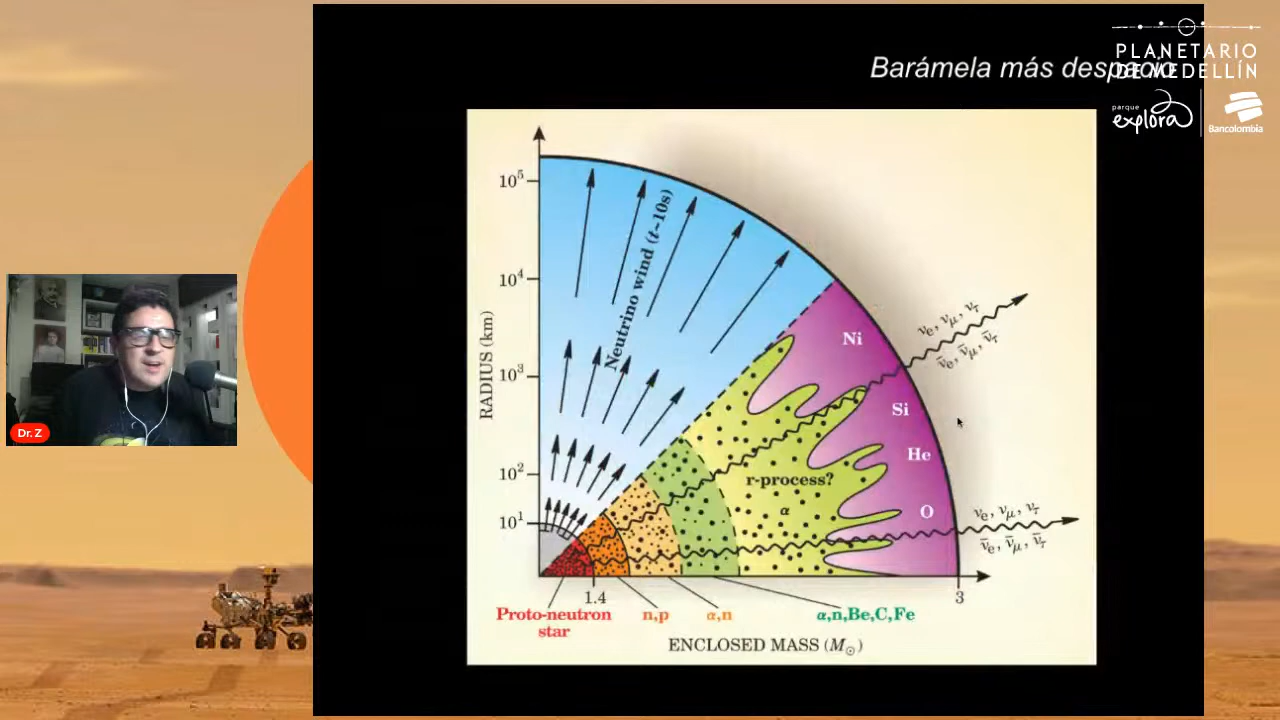 Barámela más despacio
PLANETARIO
DE MEDELLÍN
parque
explora
Bancolombia
Dr. Z
RADIUS (km)
10⁵
10⁴
10³
10²
10¹
Neutrino wind (t~10s)
Ni
Si
He
O
r-process?
α
νe, νμ, ντ
ν̄e, ν̄μ, ν̄τ
νe, νμ, ντ
ν̄e, ν̄μ, ν̄τ
1.4
3
Proto-neutron
star
n,p
α,n
α,n,Be,C,Fe
ENCLOSED MASS (M☉)